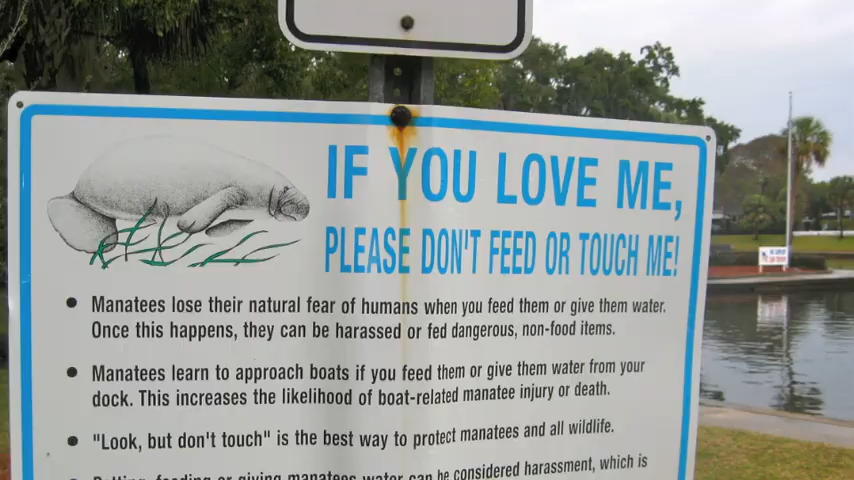 IF YOU LOVE ME,
PLEASE DON'T FEED OR TOUCH ME!
• Manatees lose their natural fear of humans when you feed them or give them water.
Once this happens, they can be harassed or fed dangerous, non-food items.
• Manatees learn to approach boats if you feed them or give them water from your
dock. This increases the likelihood of boat-related manatee injury or death.
• "Look, but don't touch" is the best way to protect manatees and all wildlife.
• Petting, feeding or giving manatees water can be considered harassment, which is